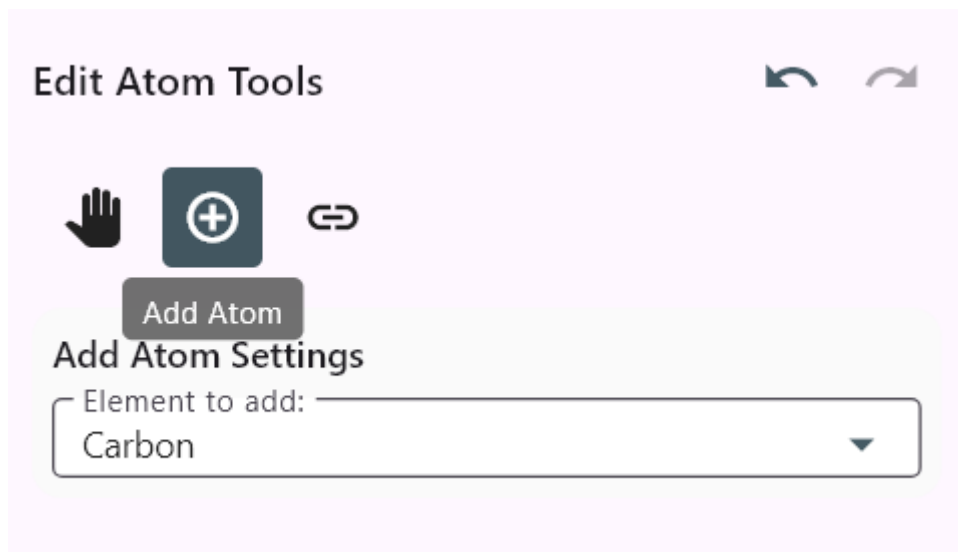 Edit Atom Tools
Add Atom
Add Atom Settings
Element to add:
Carbon